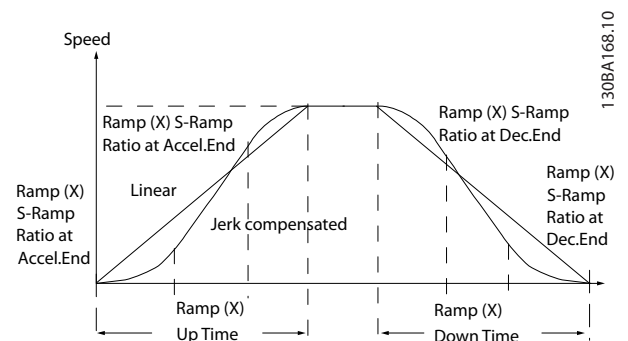 130BA168.10
Speed
Ramp (X) S-Ramp
Ratio at Accel.End
Ramp (X) S-Ramp
Ratio at Dec.End
Ramp (X)
S-Ramp
Ratio at
Accel.End
Linear
Jerk compensated
Ramp (X)
S-Ramp
Ratio at
Dec.End
Ramp (X)
Up Time
Ramp (X)
Down Time